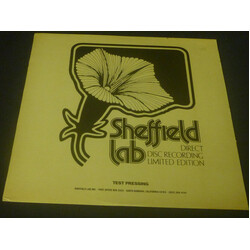 Sheffield
lab
DIRECT
DISC RECORDING
LIMITED EDITION
TEST PRESSING